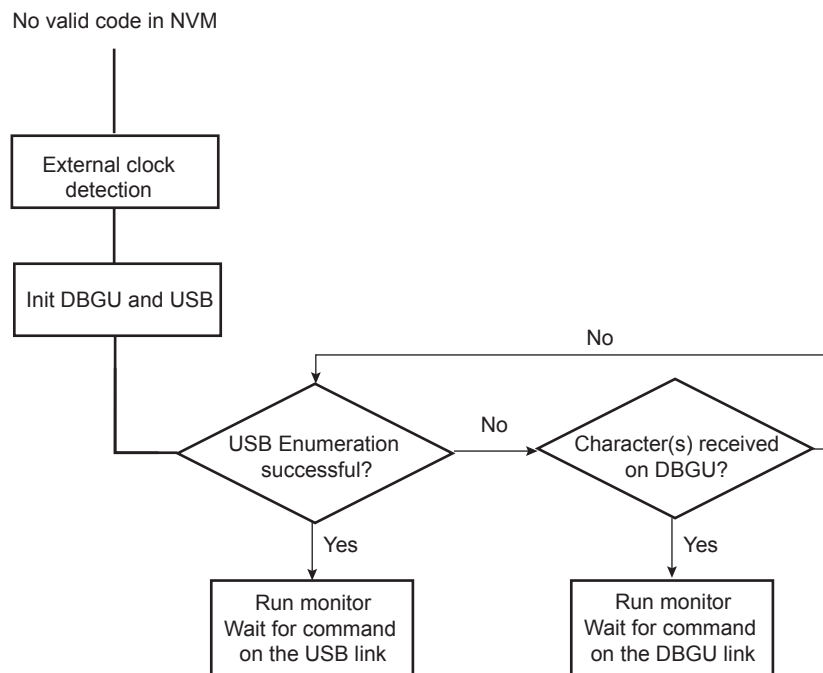 No valid code in NVM
External clock
detection
Init DBGU and USB
No
USB Enumeration
successful?
No
Character(s) received
on DBGU?
Yes
Yes
Run monitor
Wait for command
on the USB link
Run monitor
Wait for command
on the DBGU link